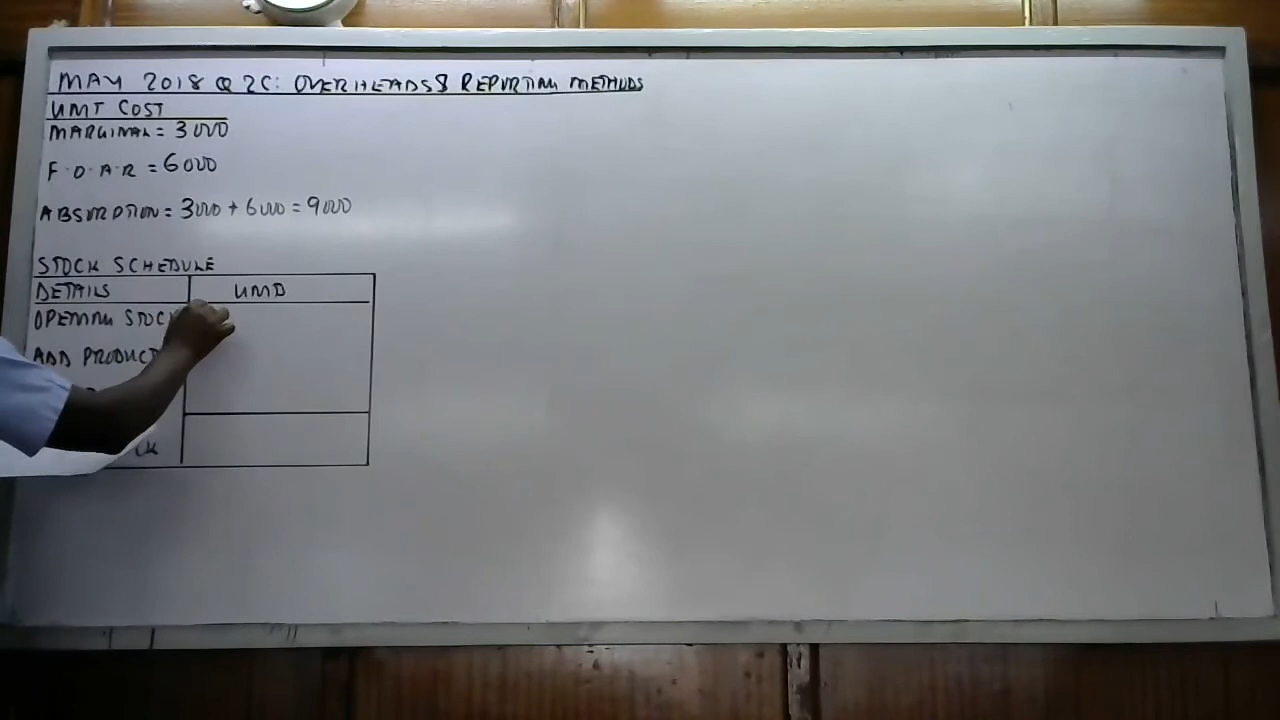 MAY 2018 Q 2C: OVERHEADS & REPORTING METHODS
UNIT COST
MARGINAL = 3000
F.O.A.R = 6000
ABSORPTION = 3000 + 6000 = 9000
STOCK SCHEDULE
DETAILS UNITS
OPENING STOCK
ADD PRODUCT